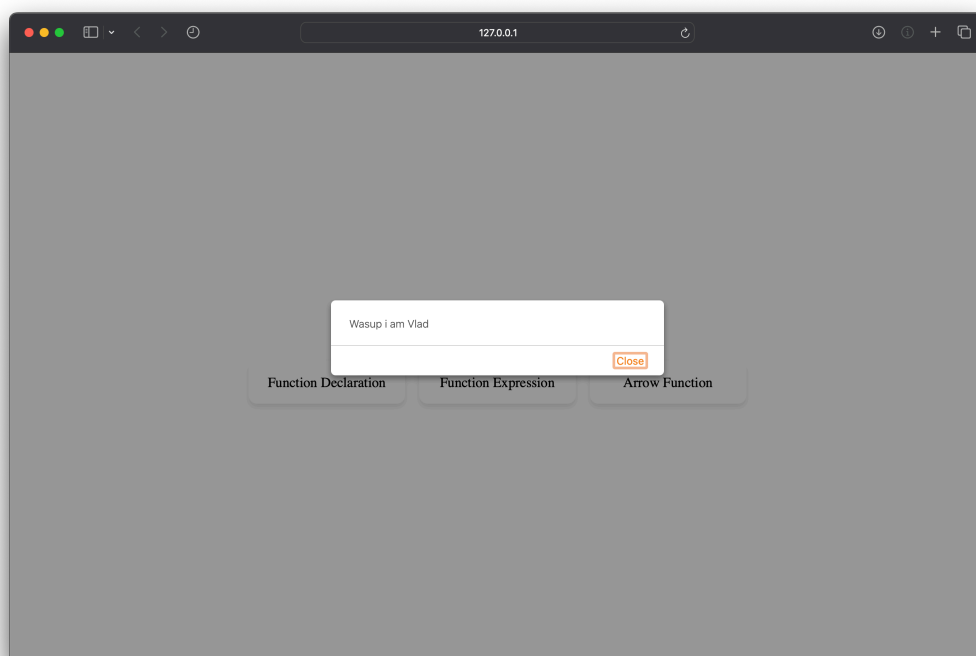 127.0.0.1
Wasup i am Vlad
Close
Function Declaration
Function Expression
Arrow Function